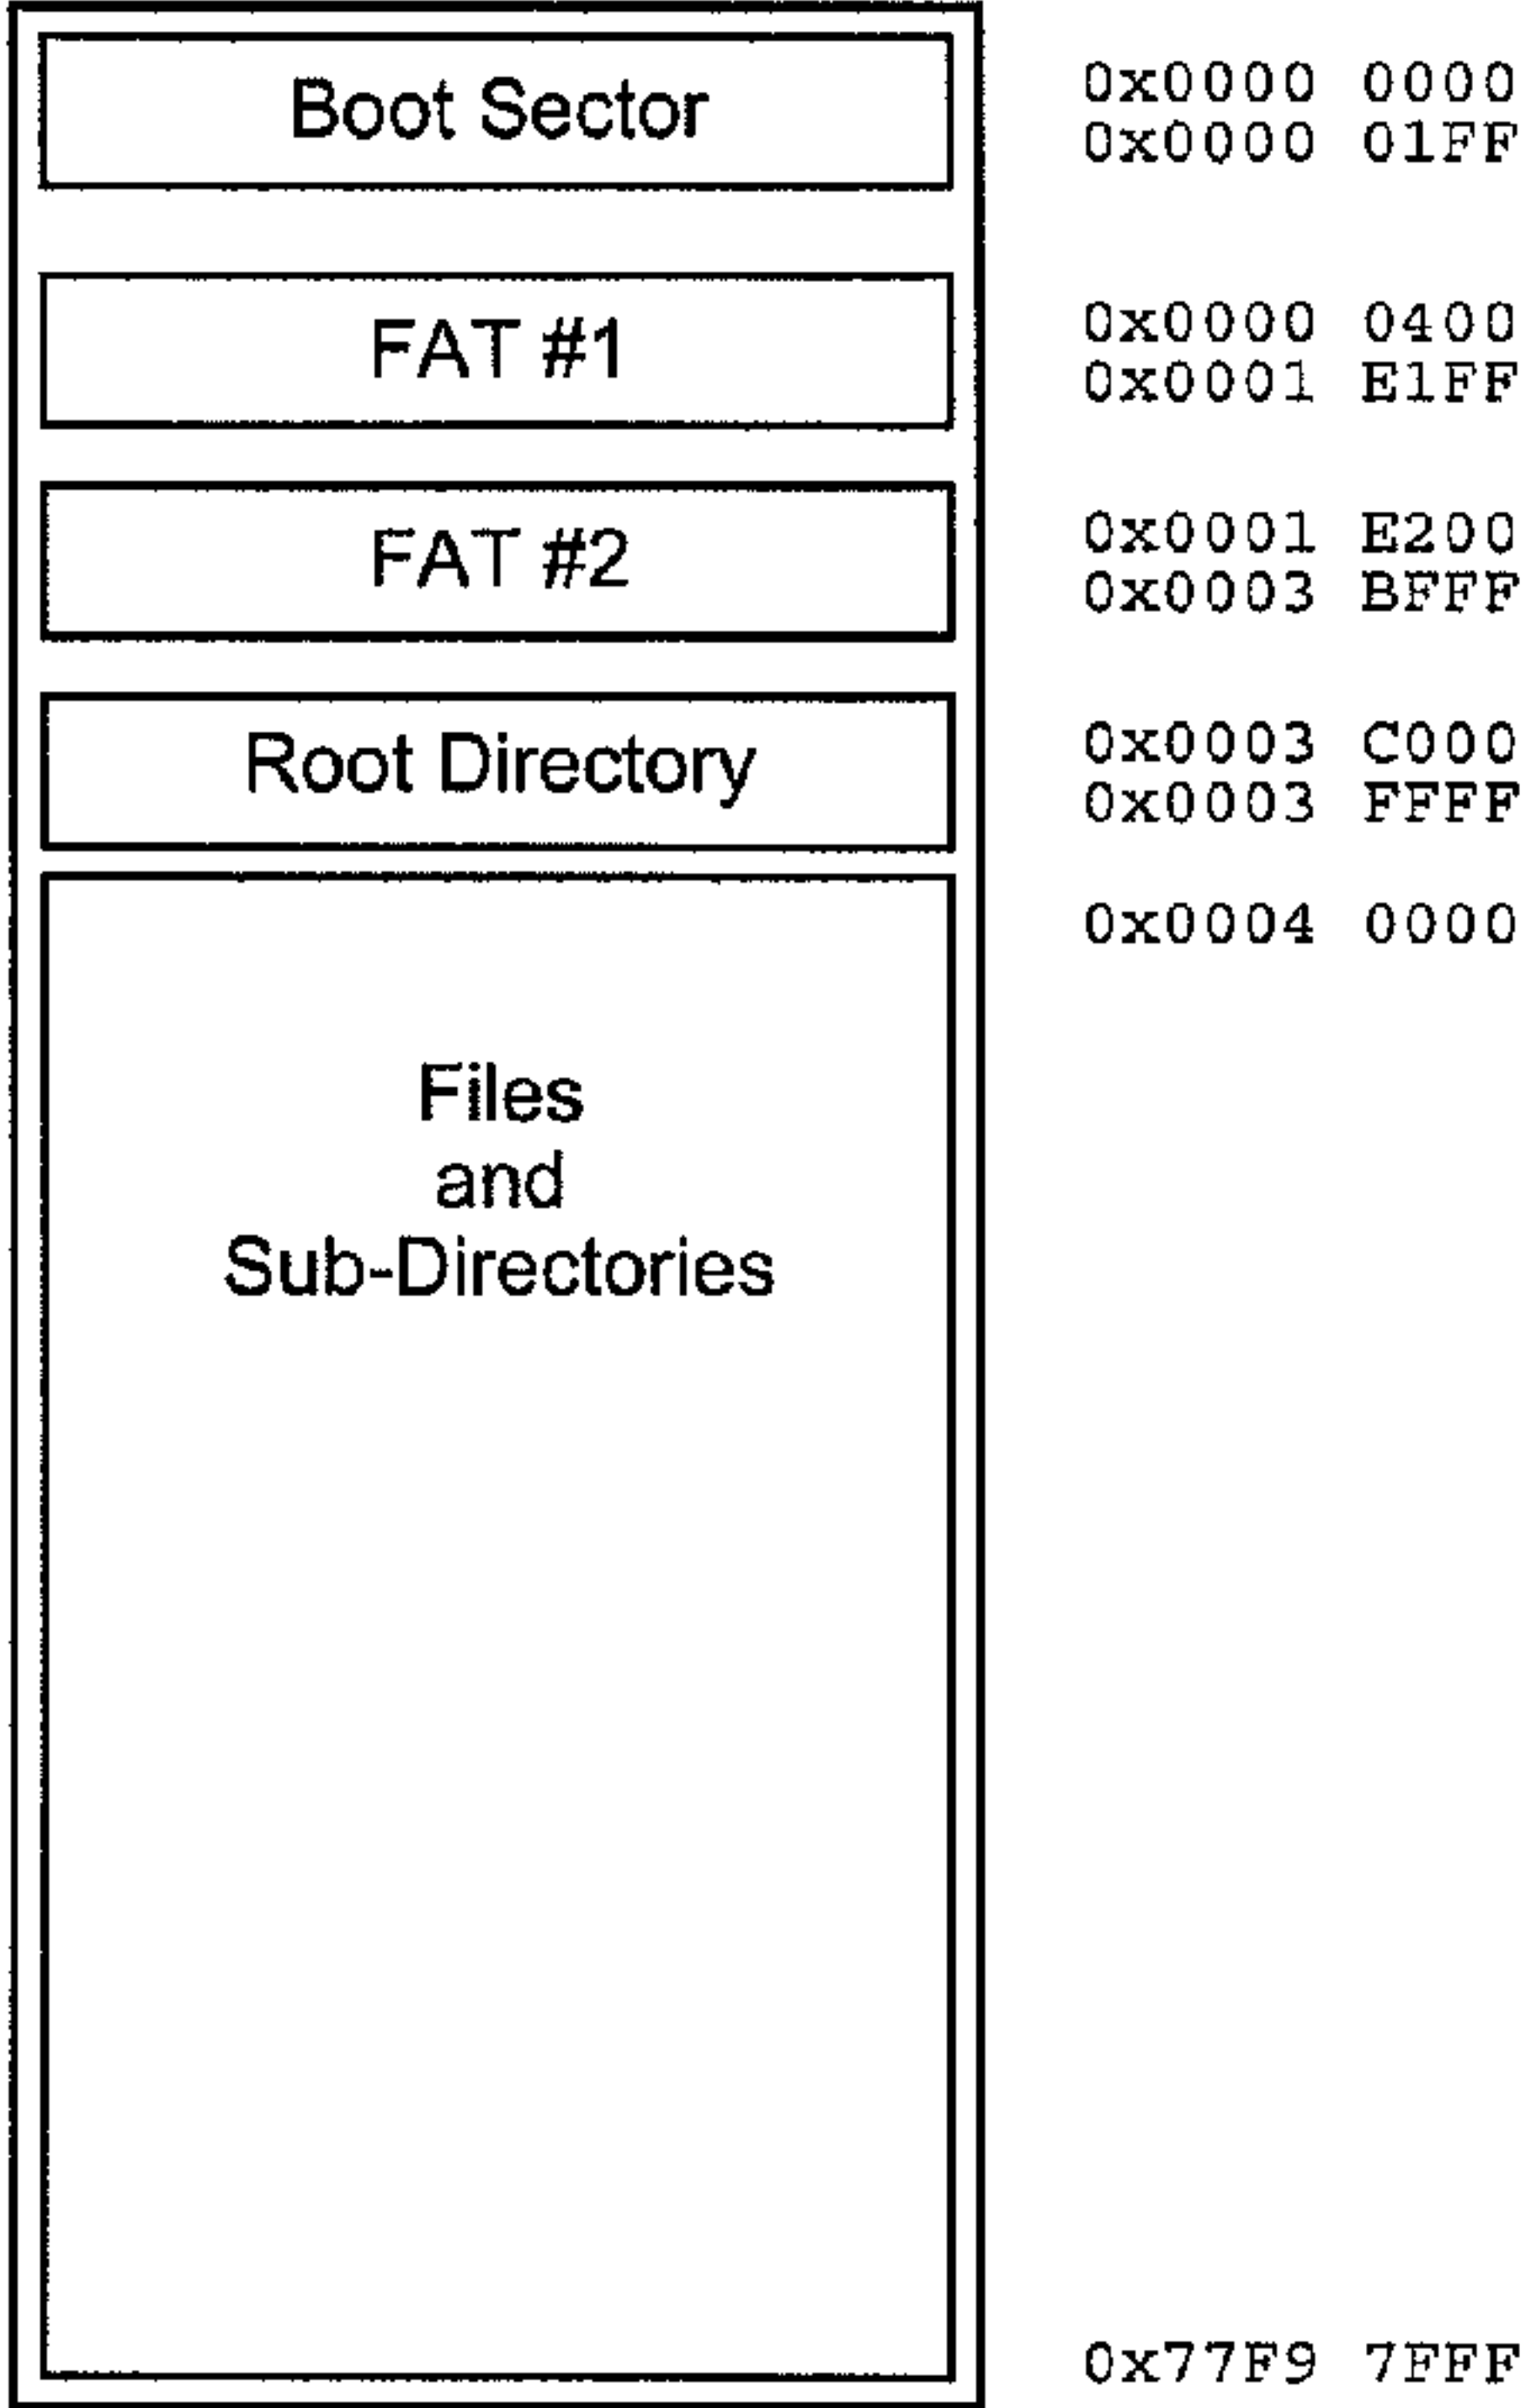 Boot Sector
0x0000 0000
0x0000 01FF
FAT #1
0x0000 0400
0x0001 E1FF
FAT #2
0x0001 E200
0x0003 BFFF
Root Directory
0x0003 C000
0x0003 FFFF
0x0004 0000
Files
and
Sub-Directories
0x77F9 7FFF